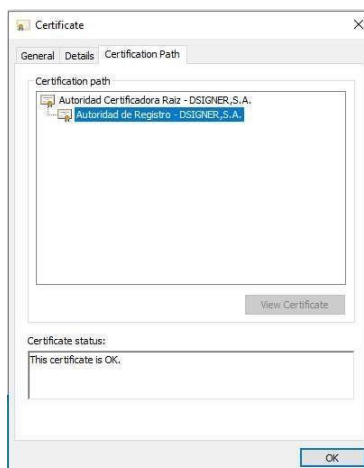 Certificate
General Details Certification Path
Certification path
Autoridad Certificadora Raiz - DSIGNER,S.A.
Autoridad de Registro - DSIGNER,S.A.
View Certificate
Certificate status:
This certificate is OK.
OK